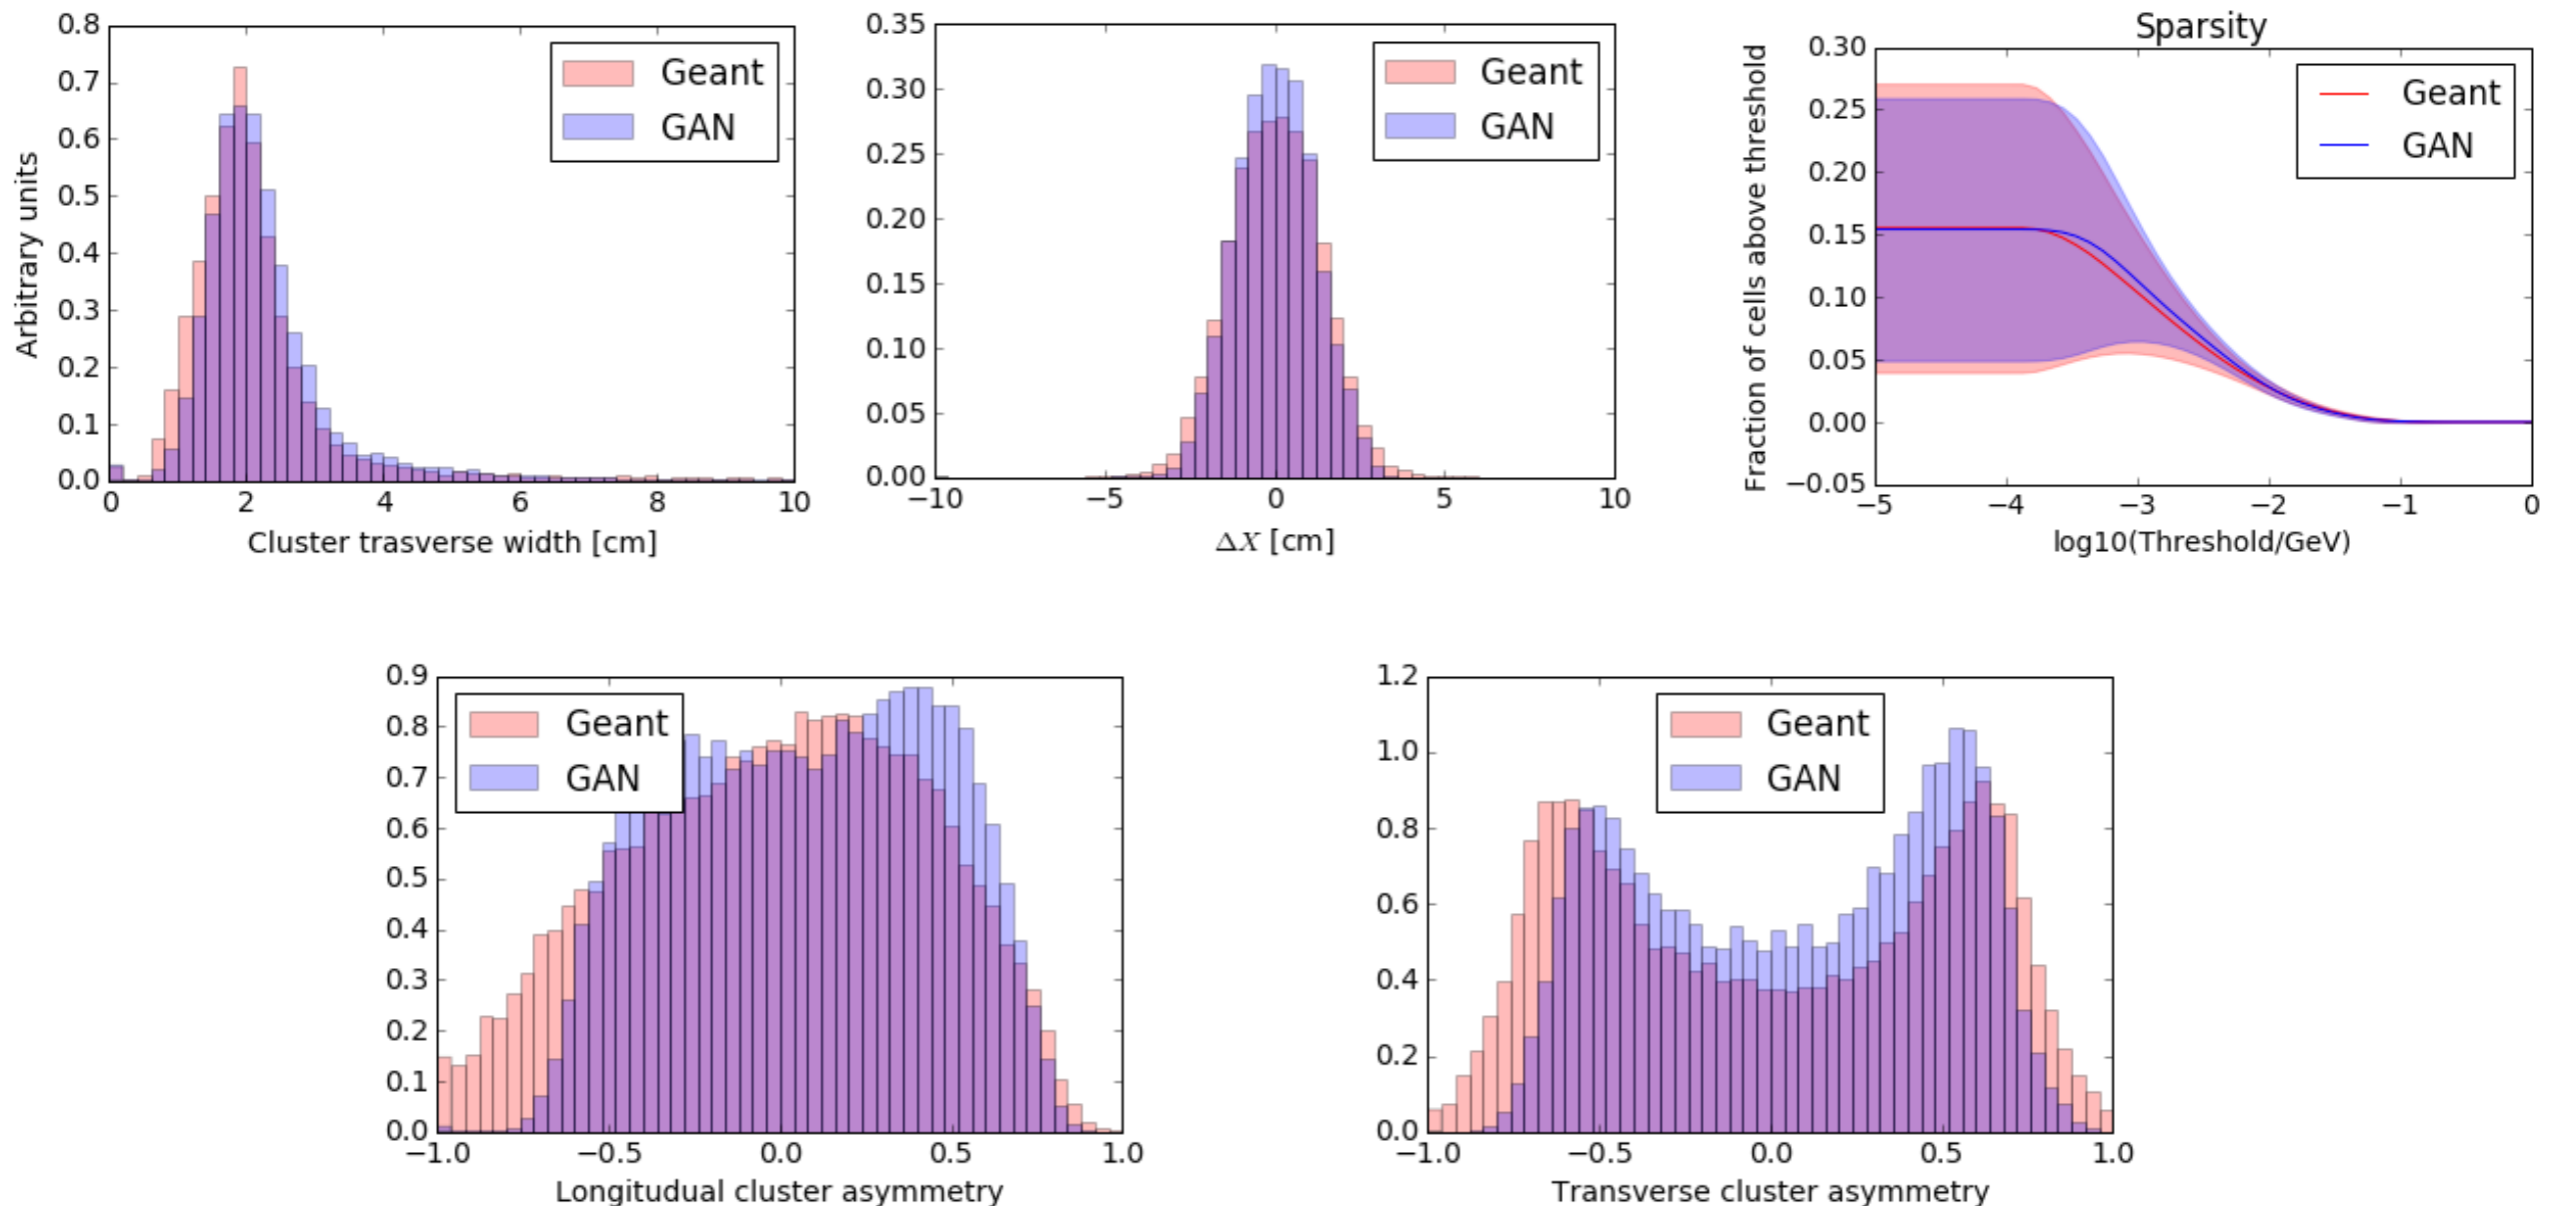 0.8
0.7
0.6
0.5
0.4
0.3
0.2
0.1
0.0
Arbitrary units
Geant
GAN
0 2 4 6 8 10
Cluster trasverse width [cm]
0.35
0.30
0.25
0.20
0.15
0.10
0.05
0.00
Geant
GAN
−10 −5 0 5 10
ΔX [cm]
Sparsity
0.30
0.25
0.20
0.15
0.10
0.05
0.00
−0.05
Fraction of cells above threshold
Geant
GAN
−5 −4 −3 −2 −1 0
log10(Threshold/GeV)
0.9
0.8
0.7
0.6
0.5
0.4
0.3
0.2
0.1
0.0
Geant
GAN
−1.0 −0.5 0.0 0.5 1.0
Longitudual cluster asymmetry
1.2
1.0
0.8
0.6
0.4
0.2
0.0
Geant
GAN
−1.0 −0.5 0.0 0.5 1.0
Transverse cluster asymmetry